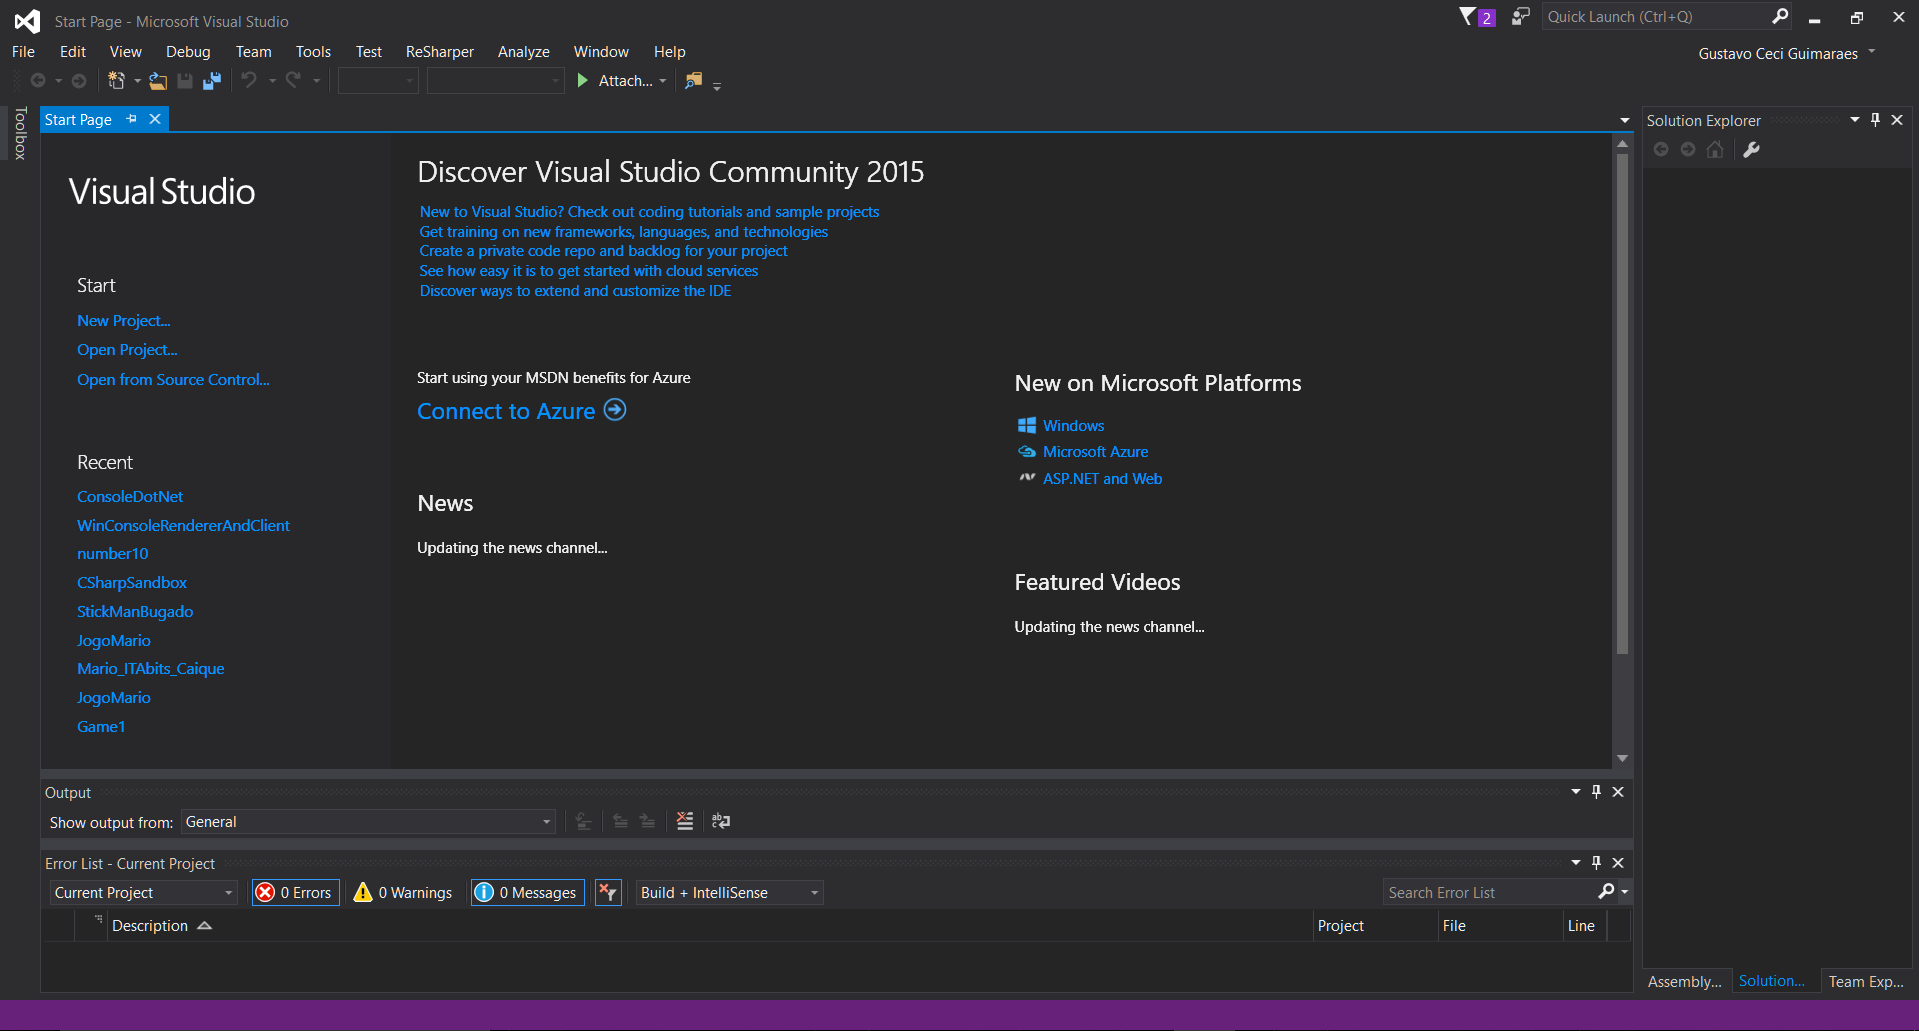 Start Page - Microsoft Visual Studio
2
Quick Launch (Ctrl+Q)
File Edit View Debug Team Tools Test ReSharper Analyze Window Help
Gustavo Ceci Guimaraes
Attach...
Toolbox
Start Page
Visual Studio
Start
New Project...
Open Project...
Open from Source Control...
Recent
ConsoleDotNet
WinConsoleRendererAndClient
number10
CSharpSandbox
StickManBugado
JogoMario
Mario_ITAbits_Caique
JogoMario
Game1
Discover Visual Studio Community 2015
New to Visual Studio? Check out coding tutorials and sample projects
Get training on new frameworks, languages, and technologies
Create a private code repo and backlog for your project
See how easy it is to get started with cloud services
Discover ways to extend and customize the IDE
Start using your MSDN benefits for Azure
Connect to Azure
News
Updating the news channel...
New on Microsoft Platforms
Windows
Microsoft Azure
ASP.NET and Web
Featured Videos
Updating the news channel...
Solution Explorer
Output
Show output from: General
Error List - Current Project
Current Project 0 Errors 0 Warnings 0 Messages Build + IntelliSense Search Error List
Description Project File Line
Assembly... Solution... Team Exp...